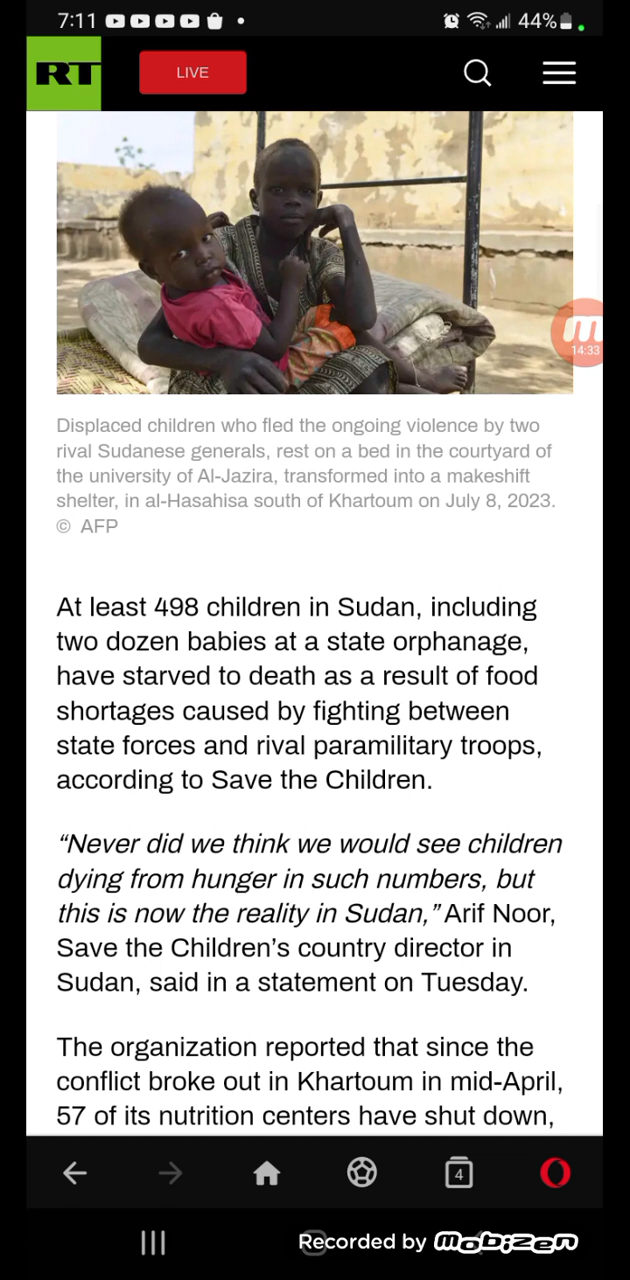 7:11
44%
RT
LIVE
14:33
Displaced children who fled the ongoing violence by two
rival Sudanese generals, rest on a bed in the courtyard of
the university of Al-Jazira, transformed into a makeshift
shelter, in al-Hasahisa south of Khartoum on July 8, 2023.
© AFP
At least 498 children in Sudan, including
two dozen babies at a state orphanage,
have starved to death as a result of food
shortages caused by fighting between
state forces and rival paramilitary troops,
according to Save the Children.
“Never did we think we would see children
dying from hunger in such numbers, but
this is now the reality in Sudan,” Arif Noor,
Save the Children’s country director in
Sudan, said in a statement on Tuesday.
The organization reported that since the
conflict broke out in Khartoum in mid-April,
57 of its nutrition centers have shut down,
4
Recorded by mobizen